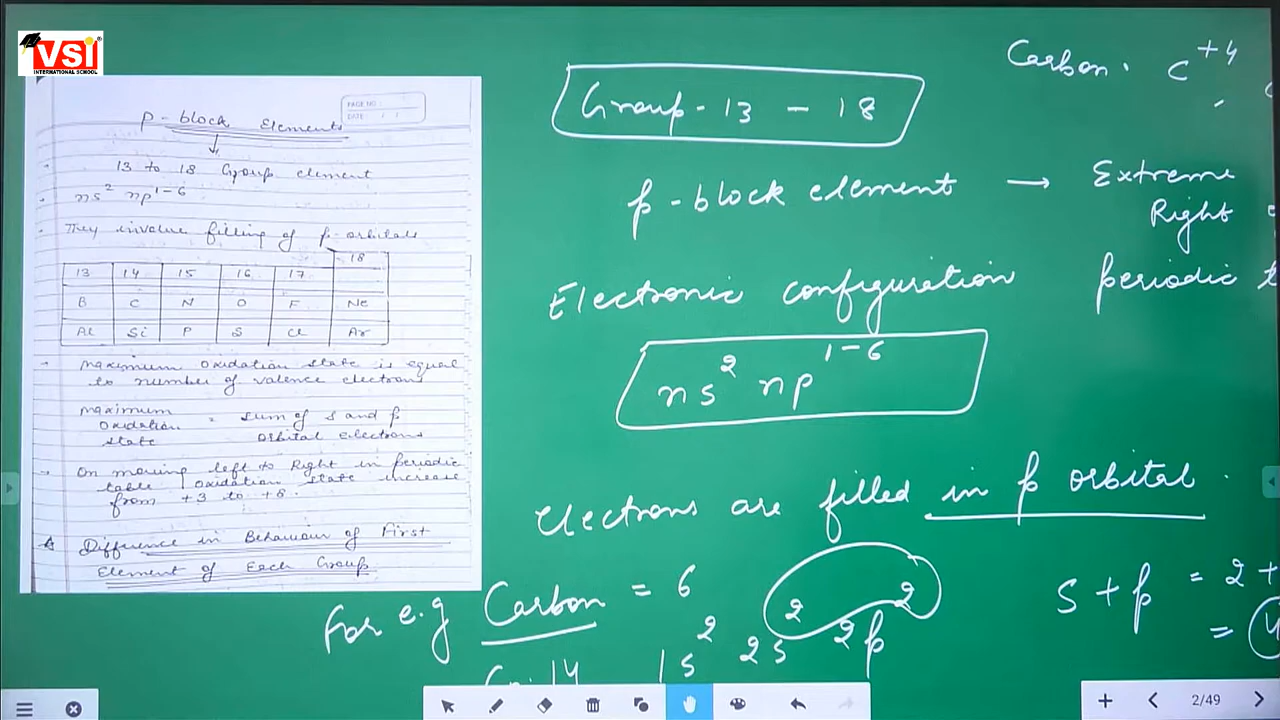 VSI
INTERNATIONAL SCHOOL
PAGE NO.:
DATE / /
p - block Elements
13 to 18 Group element
ns² np¹⁻⁶
They involve filling of p-orbitals
18
13 14 15 16 17
B C N O F Ne
Al Si P S Cl Ar
Maximum oxidation state is equal
to number of valence electrons
Maximum
oxidation = sum of s and p
state orbital electrons
On moving left to Right in periodic
table, oxidation state increase
from +3 to +8.
Difference in Behaviour of First
Element of Each Group
Carbon. C⁺⁴
Group - 13 - 18
p - block element → Extreme
Right
Electronic configuration periodic t
ns² np¹⁻⁶
Electrons are filled in p orbital.
For e.g Carbon = 6
1s² 2s² 2p²
s + p = 2 +
= 4
14
2/49